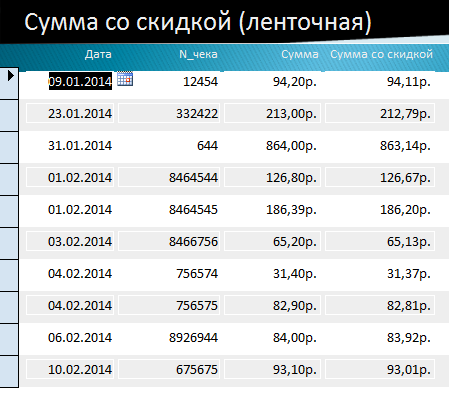 Сумма со скидкой (ленточная)
Дата N_чека Сумма Сумма со скидкой
09.01.2014 12454 94,20р. 94,11р.
23.01.2014 332422 213,00р. 212,79р.
31.01.2014 644 864,00р. 863,14р.
01.02.2014 8464544 126,80р. 126,67р.
01.02.2014 8464545 186,39р. 186,20р.
03.02.2014 8466756 65,20р. 65,13р.
04.02.2014 756574 31,40р. 31,37р.
04.02.2014 756575 82,90р. 82,81р.
06.02.2014 8926944 84,00р. 83,92р.
10.02.2014 675675 93,10р. 93,01р.